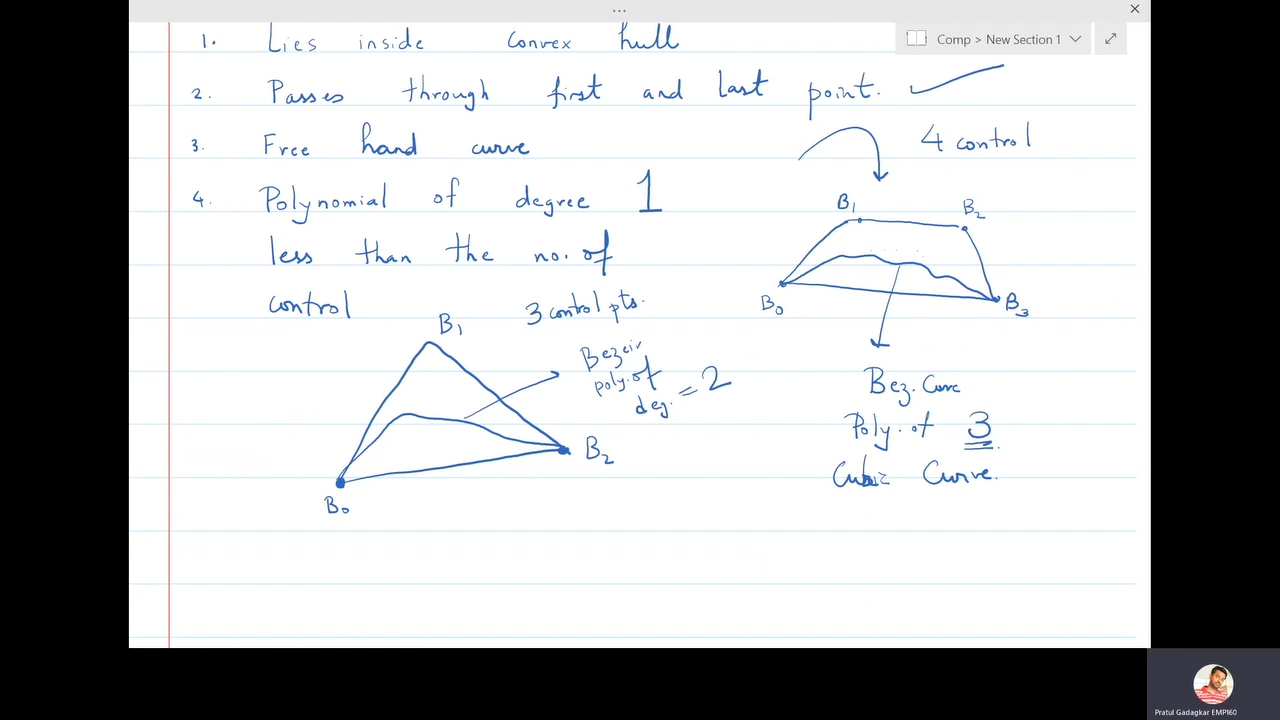 Comp > New Section 1
1. Lies inside convex hull
2. Passes through first and last point.
3. Free hand curve
4. Polynomial of degree 1
less than the no. of
control
3 control pts.
B1
B0
B2
Bezeir
poly. of
deg. = 2
4 control
B1
B2
B0
B3
Bez. Curve
Poly. of 3
Cubic Curve.
Pratul Gadagkar EMP160